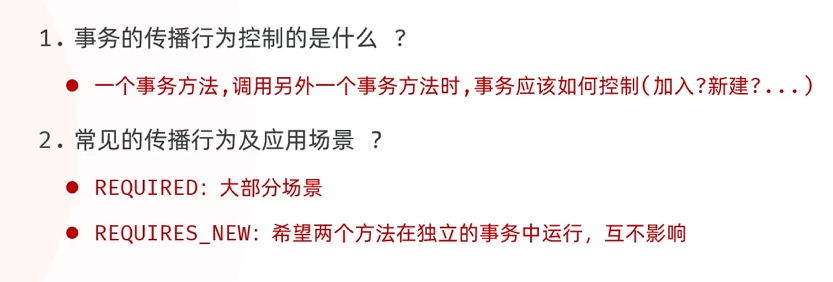 1. 事务的传播行为控制的是什么 ？
● 一个事务方法,调用另外一个事务方法时,事务应该如何控制(加入?新建?...)
2. 常见的传播行为及应用场景 ？
● REQUIRED：大部分场景
● REQUIRES_NEW：希望两个方法在独立的事务中运行，互不影响